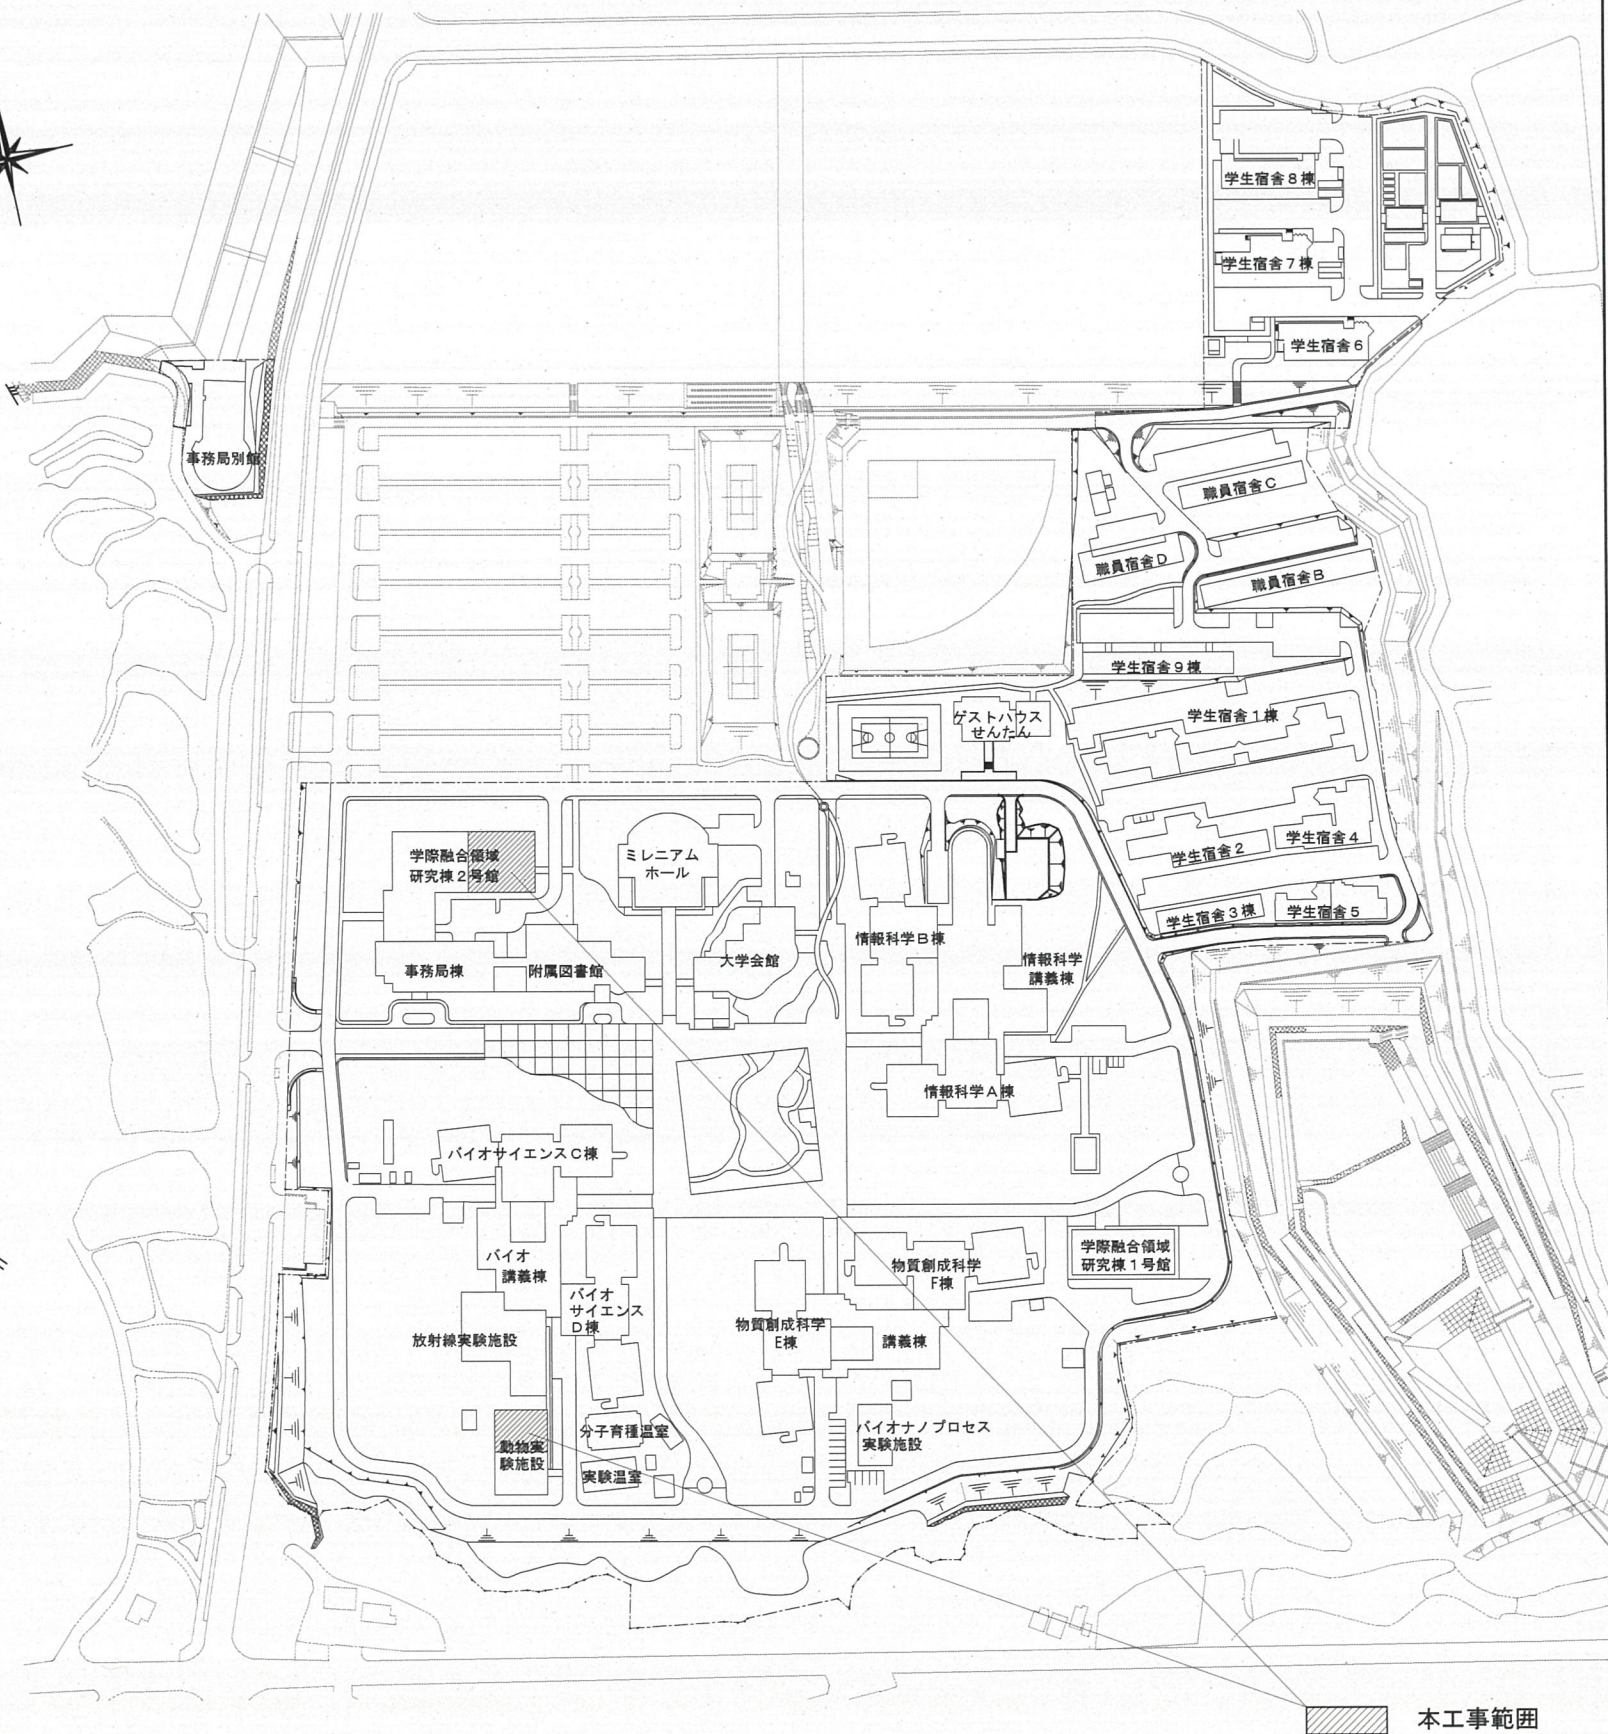 学生宿舎8棟
学生宿舎7棟
学生宿舎6
事務局別館
職員宿舎C
職員宿舎D
職員宿舎B
学生宿舎9棟
ゲストハウス
せんたん
学生宿舎1棟
学生宿舎2
学生宿舎4
学生宿舎3棟
学生宿舎5
学際融合領域
研究棟2号館
ミレニアム
ホール
情報科学B棟
事務局棟
附属図書館
大学会館
情報科学
講義棟
情報科学A棟
バイオサイエンスC棟
バイオ
講義棟
バイオ
サイエンス
D棟
物質創成科学
F棟
学際融合領域
研究棟1号館
放射線実験施設
物質創成科学
E棟
講義棟
動物実
験施設
分子育種温室
実験温室
バイオナノプロセス
実験施設
本工事範囲